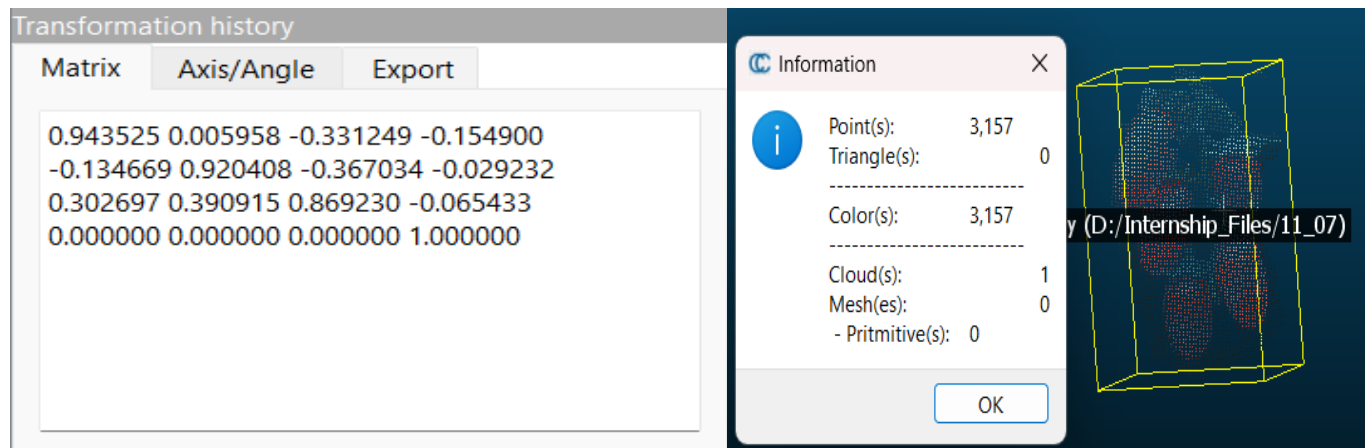 Transformation history
Matrix Axis/Angle Export
0.943525 0.005958 -0.331249 -0.154900
-0.134669 0.920408 -0.367034 -0.029232
0.302697 0.390915 0.869230 -0.065433
0.000000 0.000000 0.000000 1.000000
Information
Point(s): 3,157
Triangle(s): 0
---------------------------
Color(s): 3,157
---------------------------
Cloud(s): 1
Mesh(es): 0
- Pritmitive(s): 0
OK
y (D:/Internship_Files/11_07)